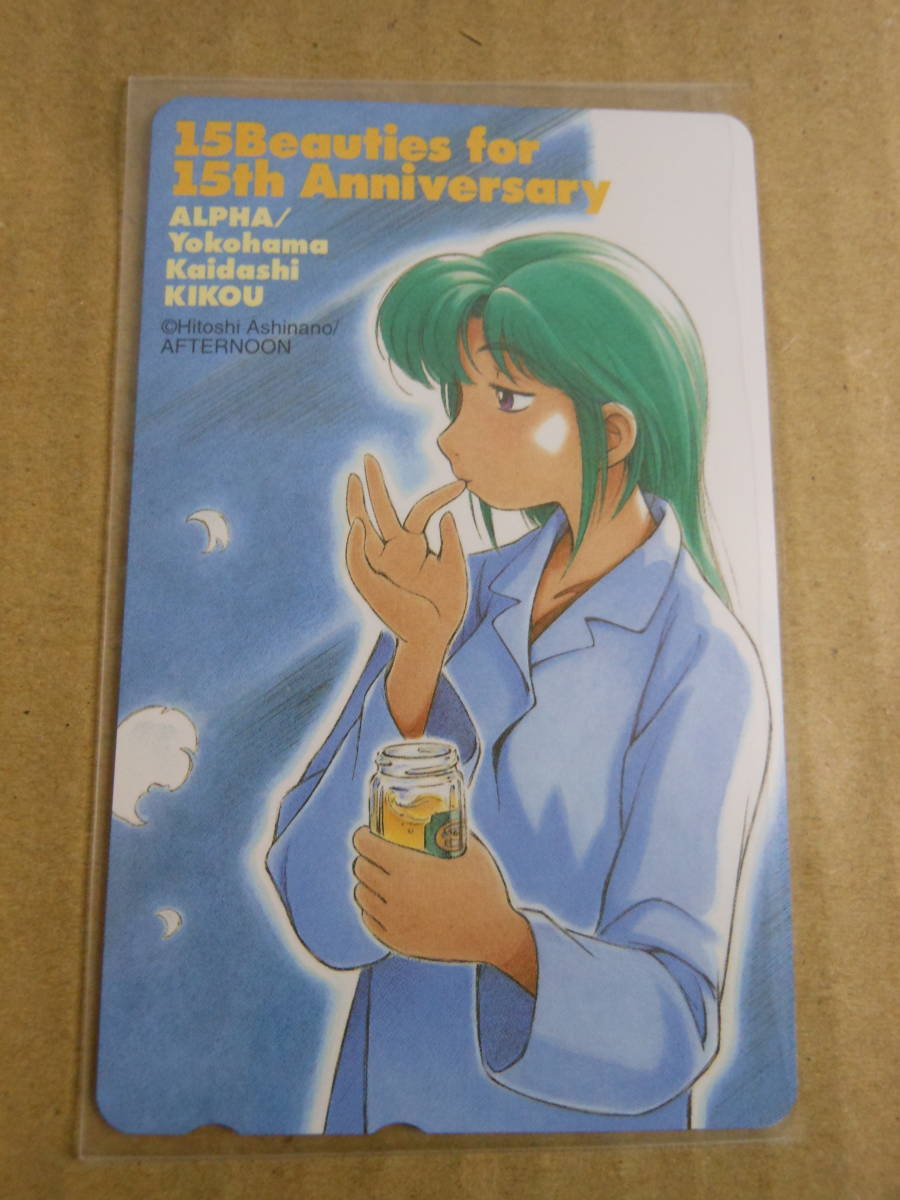 15Beauties for
15th Anniversary
ALPHA/
Yokohama
Kaidashi
KIKOU
©Hitoshi Ashinano/
AFTERNOON